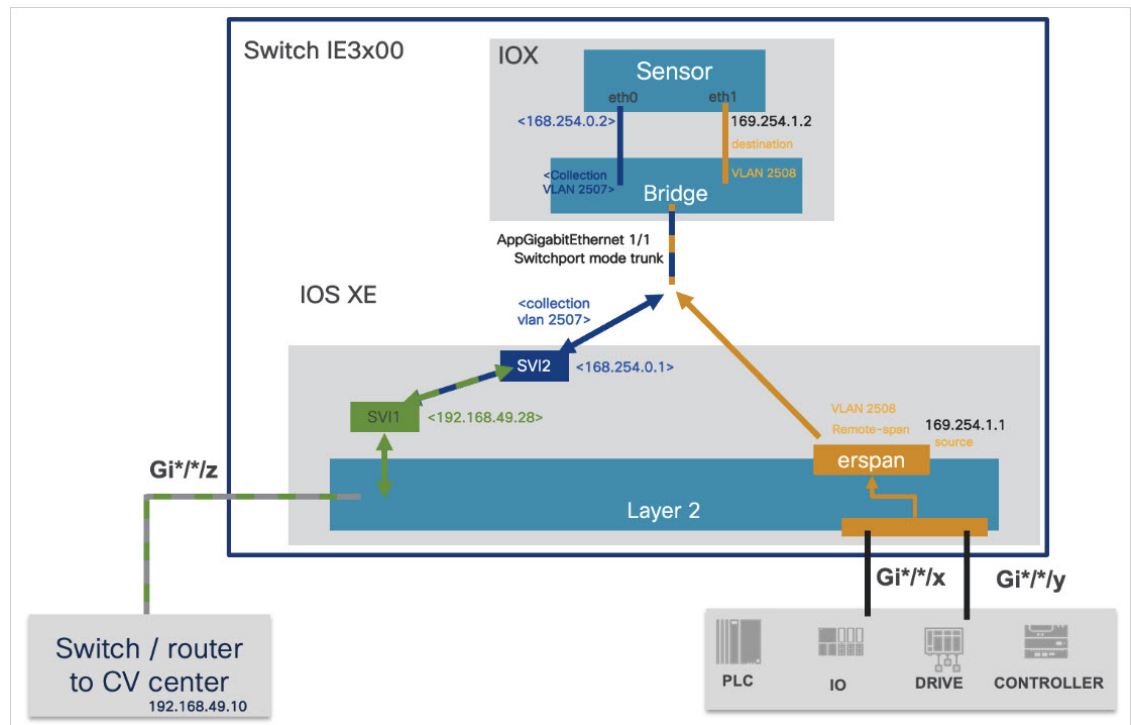 Switch IE3x00
IOX
Sensor
eth0
eth1
<168.254.0.2>
169.254.1.2
destination
<Collection
VLAN 2507>
VLAN 2508
Bridge
AppGigabitEthernet 1/1
Switchport mode trunk
IOS XE
<collection
vlan 2507>
SVI2
<168.254.0.1>
SVI1
<192.168.49.28>
VLAN 2508
Remote-span
169.254.1.1
source
erspan
Gi*/*/z
Layer 2
Gi*/*/x
Gi*/*/y
Switch / router
to CV center
192.168.49.10
PLC
IO
DRIVE
CONTROLLER